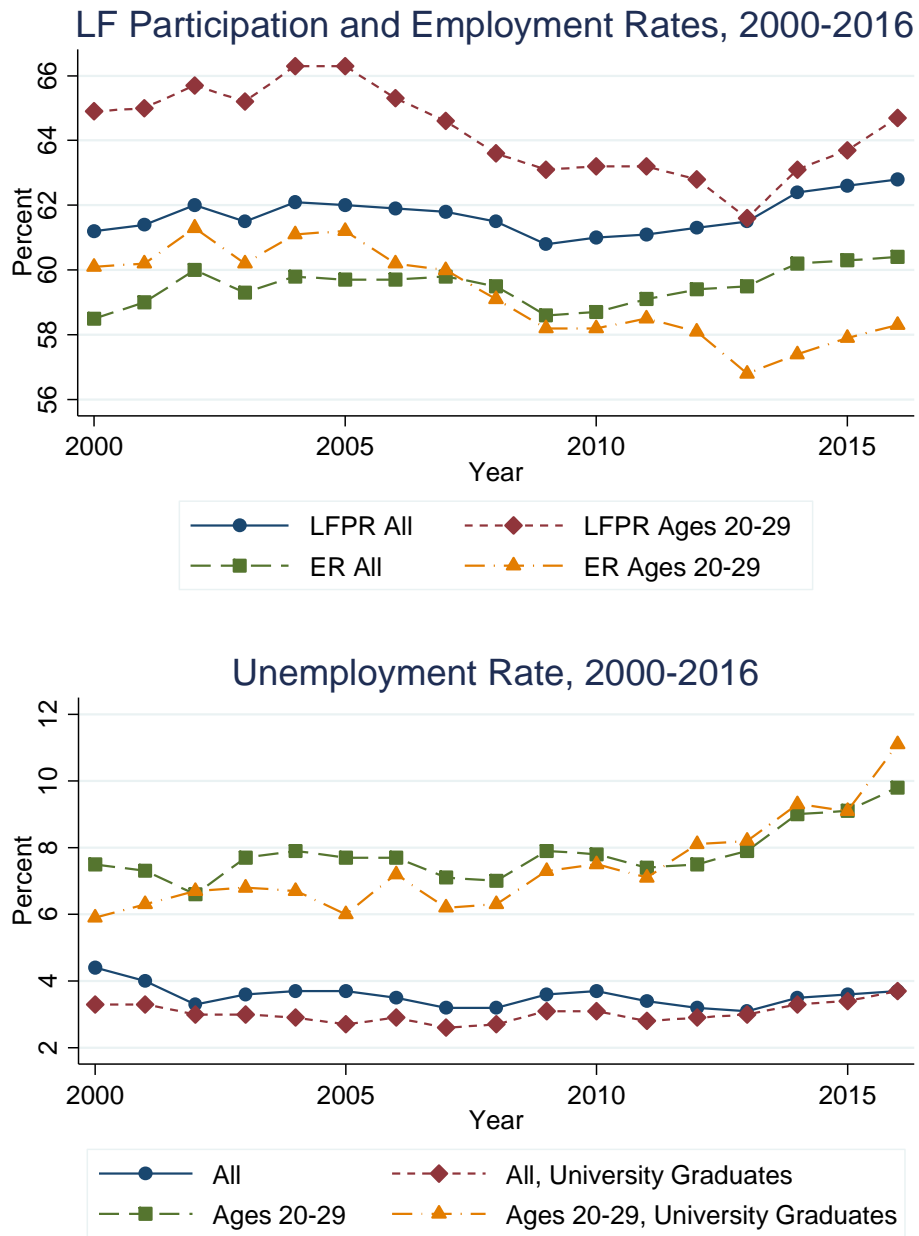 LF Participation and Employment Rates, 2000-2016
Percent
66
64
62
60
58
56
2000 2005 2010 2015
Year
LFPR All LFPR Ages 20-29
ER All ER Ages 20-29
Unemployment Rate, 2000-2016
Percent
12
10
8
6
4
2
2000 2005 2010 2015
Year
All All, University Graduates
Ages 20-29 Ages 20-29, University Graduates